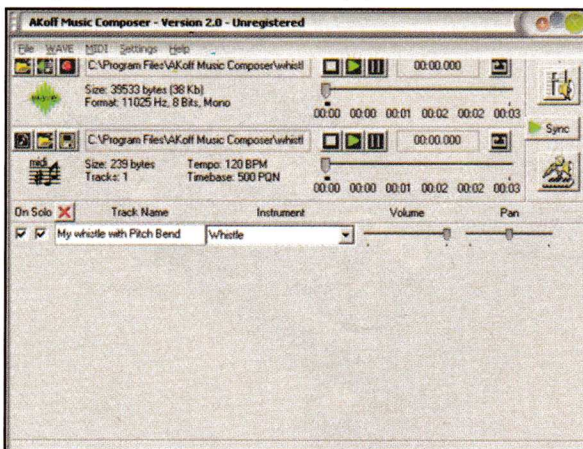 AKoff Music Composer - Version 2.0 - Unregistered
File WAVE MIDI Settings Help
C:\Program Files\AKoff Music Composer\whistl
00:00.000
Size: 39533 bytes (38 Kb)
Format: 11025 Hz, 8 Bits, Mono
00:00 00:00 00:01 00:02 00:02 00:03
Sync
C:\Program Files\AKoff Music Composer\whistl
00:00.000
midi
Size: 239 bytes Tempo: 120 BPM
Tracks: 1 Timebase: 500 PQN
00:00 00:00 00:01 00:02 00:02 00:03
On Solo Track Name Instrument Volume Pan
My whistle with Pitch Bend Whistle